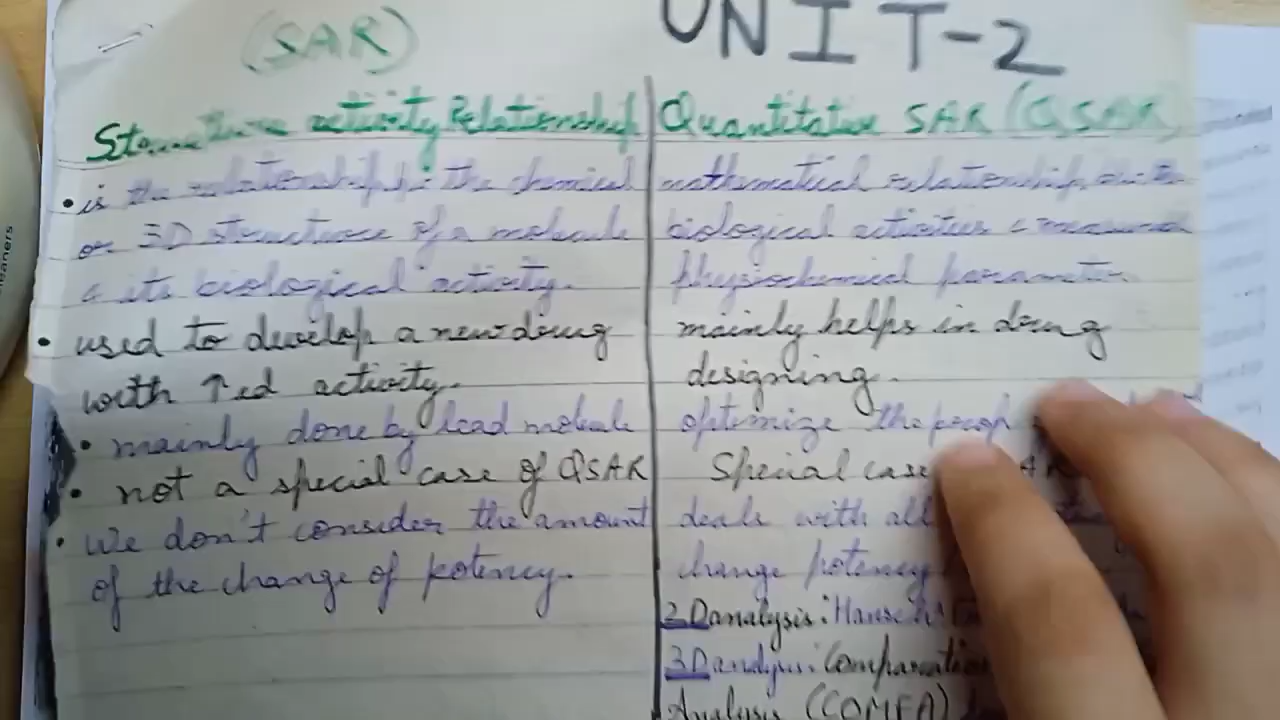 (SAR)
UNIT-2
Structure activity Relationship
• is the relationship b/w the chemical
or 3D structure of a molecule
& its biological activity.
• used to develop a new drug
with ↑ed activity.
• mainly done by lead molecule
• not a special case of QSAR
• We don't consider the amount
of the change of potency.
Quantitative SAR (QSAR)
mathematical relationship
biological activities & measured
physiochemical
mainly helps in drug
designing.
optimize the
Special case
deals with all
change potency
2D analysis: Hansch
3D analysis: Comparative
Analysis (COMFA)
eaners